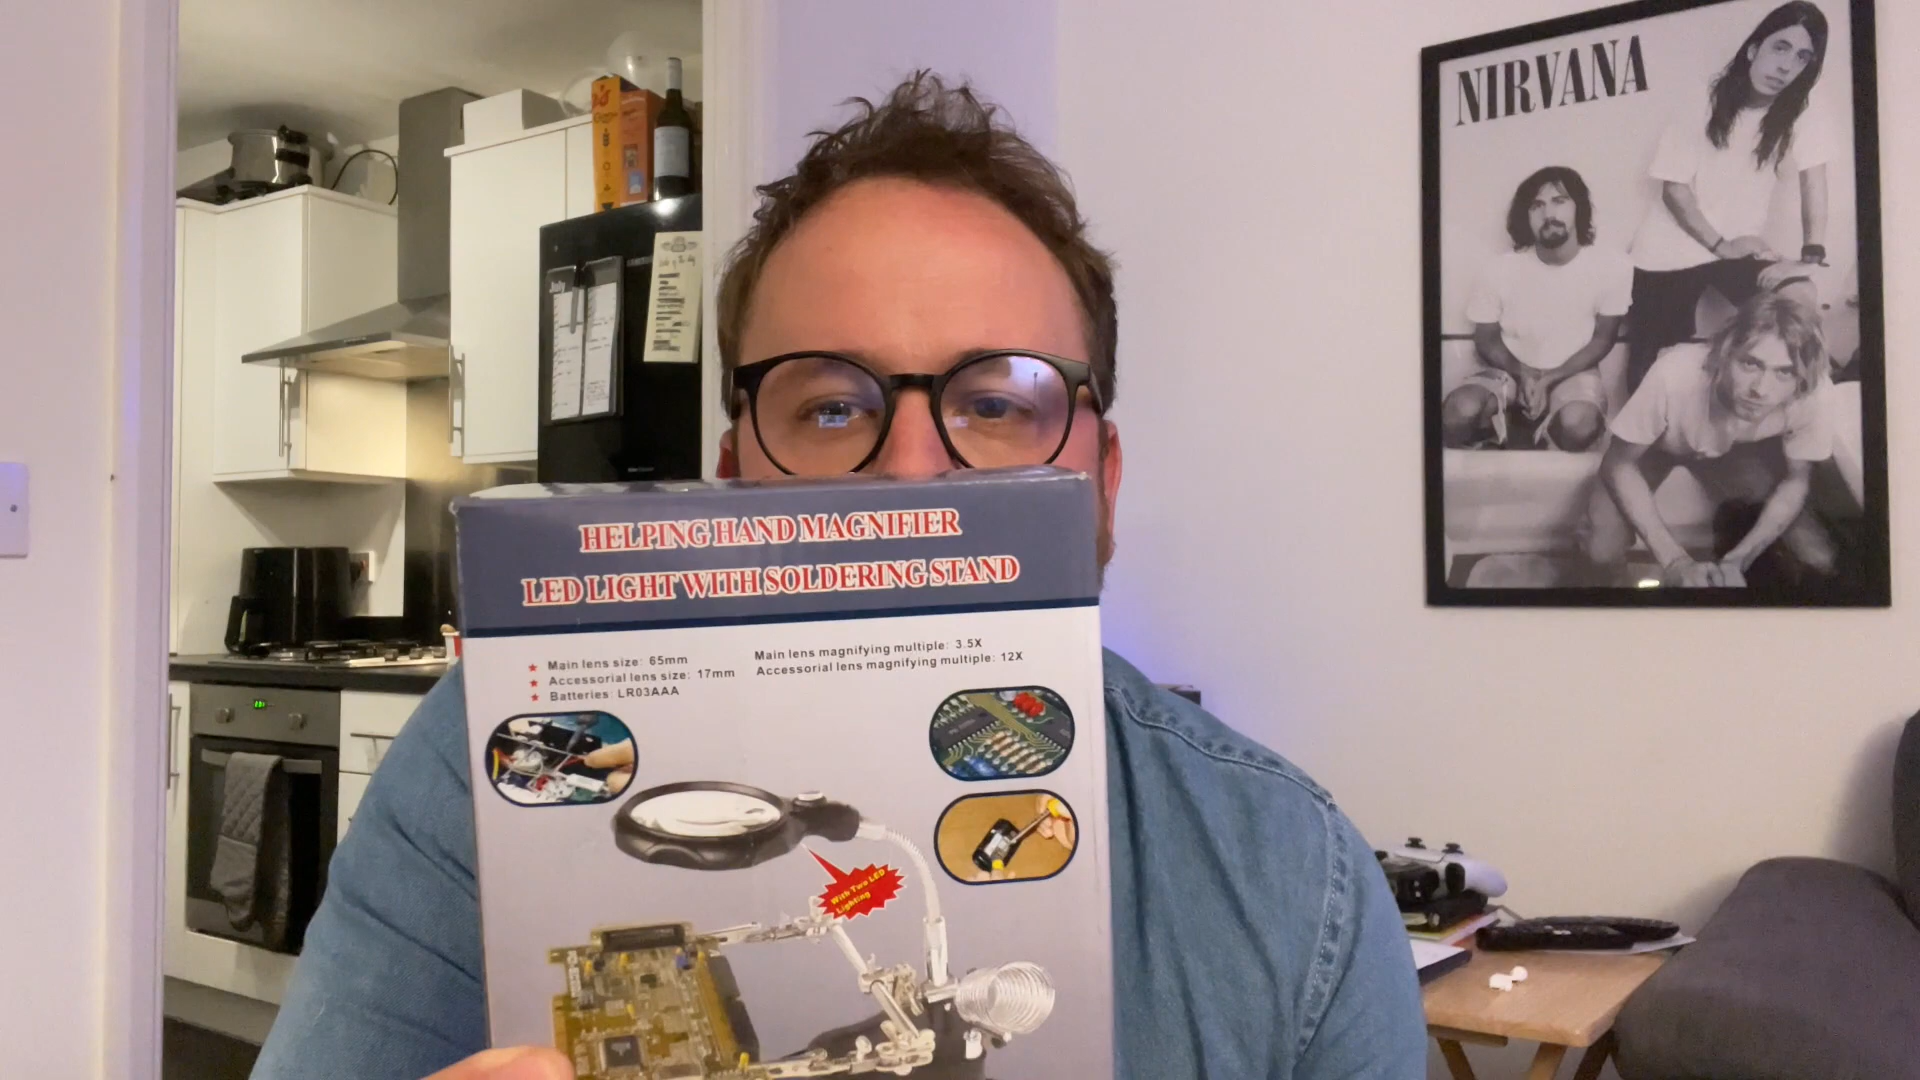 NIRVANA
July
HELPING HAND MAGNIFIER
LED LIGHT WITH SOLDERING STAND
★ Main lens size: 65mm
★ Accessorial lens size: 17mm
★ Batteries: LR03AAA
Main lens magnifying multiple: 3.5X
Accessorial lens magnifying multiple: 12X
With Two LED
Lighting